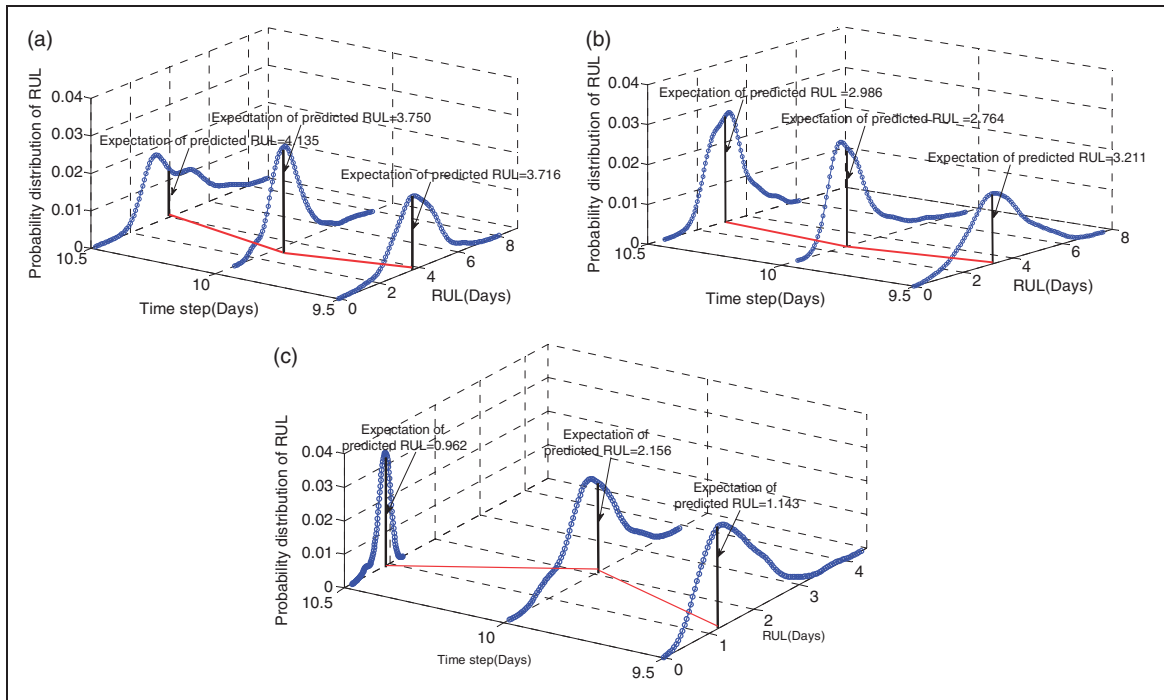 (a)
Probability distribution of RUL
0.04
0.03
0.02
0.01
0
10.5
10
9.5
Time step(Days)
0
2
4
6
8
RUL(Days)
Expectation of predicted RUL=4.135
Expectation of predicted RUL=3.750
Expectation of predicted RUL=3.716
(b)
Probability distribution of RUL
0.04
0.03
0.02
0.01
0
10.5
10
9.5
Time step(Days)
0
2
4
6
8
RUL(Days)
Expectation of predicted RUL =2.986
Expectation of predicted RUL =2.764
Expectation of predicted RUL=3.211
(c)
Probability distribution of RUL
0.04
0.03
0.02
0.01
0
10.5
10
9.5
Time step(Days)
0
1
2
3
4
RUL(Days)
Expectation of
predicted RUL=0.962
Expectation of
predicted RUL=2.156
Expectation of
predicted RUL=1.143